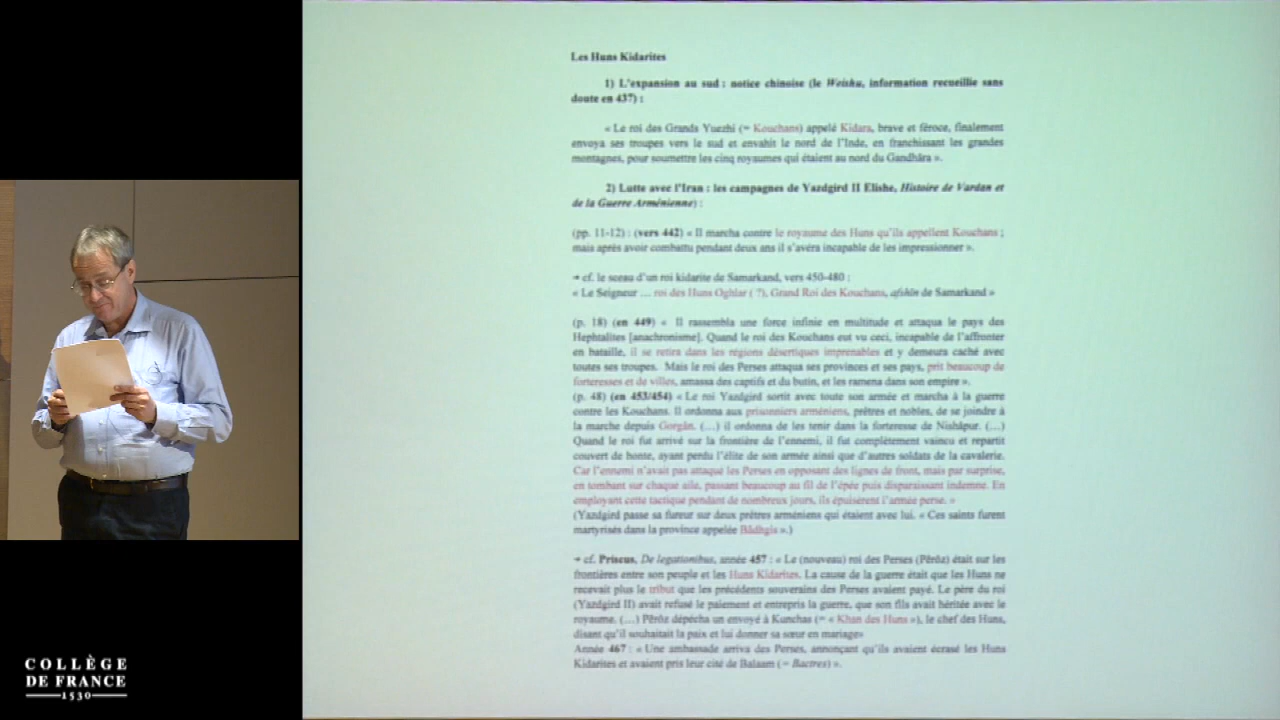 Les Huns Kidarites
1) L'expansion au sud : notice chinoise (le Weishu, information recueillie sans
doute en 437) :
« Le roi des Grands Yuezhi (= Kouchans) appelé Kidara, brave et féroce, finalement
envoya ses troupes vers le sud et envahit le nord de l'Inde, en franchissant les grandes
montagnes, pour soumettre les cinq royaumes qui étaient au nord du Gandhāra ».
2) Lutte avec l'Iran : les campagnes de Yazdgird II Elishe, Histoire de Vardan et
de la Guerre Arménienne) :
(pp. 11-12) : (vers 442) « Il marcha contre le royaume des Huns qu'ils appellent Kouchans ;
mais après avoir combattu pendant deux ans il s'avéra incapable de les impressionner ».
➔ cf. le sceau d'un roi kidarite de Samarkand, vers 450-480 :
« Le Seigneur … roi des Huns Oghlar ( ?), Grand Roi des Kouchans, afshīn de Samarkand »
(p. 18) (en 449) « Il rassembla une force infinie en multitude et attaqua le pays des
Hephtalites [anachronisme]. Quand le roi des Kouchans eut vu ceci, incapable de l'affronter
en bataille, il se retira dans les régions désertiques imprenables et y demeura caché avec
toutes ses troupes. Mais le roi des Perses attaqua ses provinces et ses pays, prit beaucoup de
forteresses et de villes, amassa des captifs et du butin, et les ramena dans son empire ».
(p. 48) (en 453/454) « Le roi Yazdgird sortit avec toute son armée et marcha à la guerre
contre les Kouchans. Il ordonna aux prisonniers arméniens, prêtres et nobles, de se joindre à
la marche depuis Gorgān. (…) il ordonna de les tenir dans la forteresse de Nishāpur. (…)
Quand le roi fut arrivé sur la frontière de l'ennemi, il fut complètement vaincu et repartit
couvert de honte, ayant perdu l'élite de son armée ainsi que d'autres soldats de la cavalerie.
Car l'ennemi n'avait pas attaqué les Perses en opposant des lignes de front, mais par surprise,
en tombant sur chaque aile, passant beaucoup au fil de l'épée puis disparaissant indemne. En
employant cette tactique pendant de nombreux jours, ils épuisèrent l'armée perse. »
(Yazdgird passe sa fureur sur deux prêtres arméniens qui étaient avec lui. « Ces saints furent
martyrisés dans la province appelée Bādhgis ».)
➔ cf. Priscus, De legationibus, année 457 : « Le (nouveau) roi des Perses (Pērōz) était sur les
frontières entre son peuple et les Huns Kidarites. La cause de la guerre était que les Huns ne
recevait plus le tribut que les précédents souverains des Perses avaient payé. Le père du roi
(Yazdgird II) avait refusé le paiement et entrepris la guerre, que son fils avait héritée avec le
royaume. (…) Pērōz dépêcha un envoyé à Kunchas (= « Khan des Huns »), le chef des Huns,
disant qu'il souhaitait la paix et lui donner sa sœur en mariage»
Année 467 : « Une ambassade arriva des Perses, annonçant qu'ils avaient écrasé les Huns
Kidarites et avaient pris leur cité de Balaam (= Bactres) ».
COLLÈGE
DE FRANCE
1530